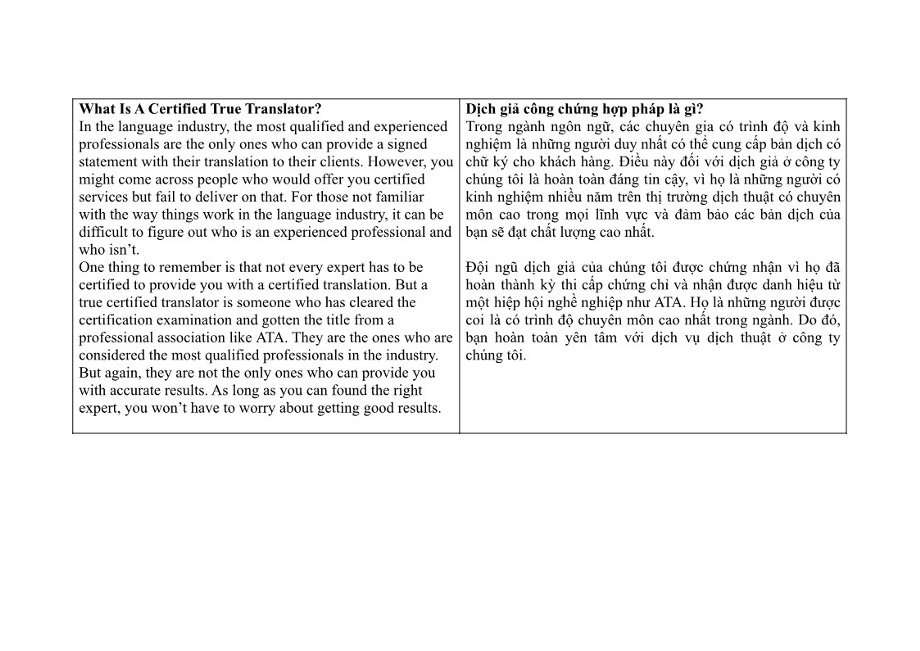 What Is A Certified True Translator?
In the language industry, the most qualified and experienced
professionals are the only ones who can provide a signed
statement with their translation to their clients. However, you
might come across people who would offer you certified
services but fail to deliver on that. For those not familiar
with the way things work in the language industry, it can be
difficult to figure out who is an experienced professional and
who isn’t.
One thing to remember is that not every expert has to be
certified to provide you with a certified translation. But a
true certified translator is someone who has cleared the
certification examination and gotten the title from a
professional association like ATA. They are the ones who are
considered the most qualified professionals in the industry.
But again, they are not the only ones who can provide you
with accurate results. As long as you can found the right
expert, you won’t have to worry about getting good results.
Dịch giả công chứng hợp pháp là gì?
Trong ngành ngôn ngữ, các chuyên gia có trình độ và kinh
nghiệm là những người duy nhất có thể cung cấp bản dịch có
chữ ký cho khách hàng. Điều này đối với dịch giả ở công ty
chúng tôi là hoàn toàn đáng tin cậy, vì họ là những người có
kinh nghiệm nhiều năm trên thị trường dịch thuật có chuyên
môn cao trong mọi lĩnh vực và đảm bảo các bản dịch của
bạn sẽ đạt chất lượng cao nhất.
Đội ngũ dịch giả của chúng tôi được chứng nhận vì họ đã
hoàn thành kỳ thi cấp chứng chỉ và nhận được danh hiệu từ
một hiệp hội nghề nghiệp như ATA. Họ là những người được
coi là có trình độ chuyên môn cao nhất trong ngành. Do đó,
bạn hoàn toàn yên tâm với dịch vụ dịch thuật ở công ty
chúng tôi.